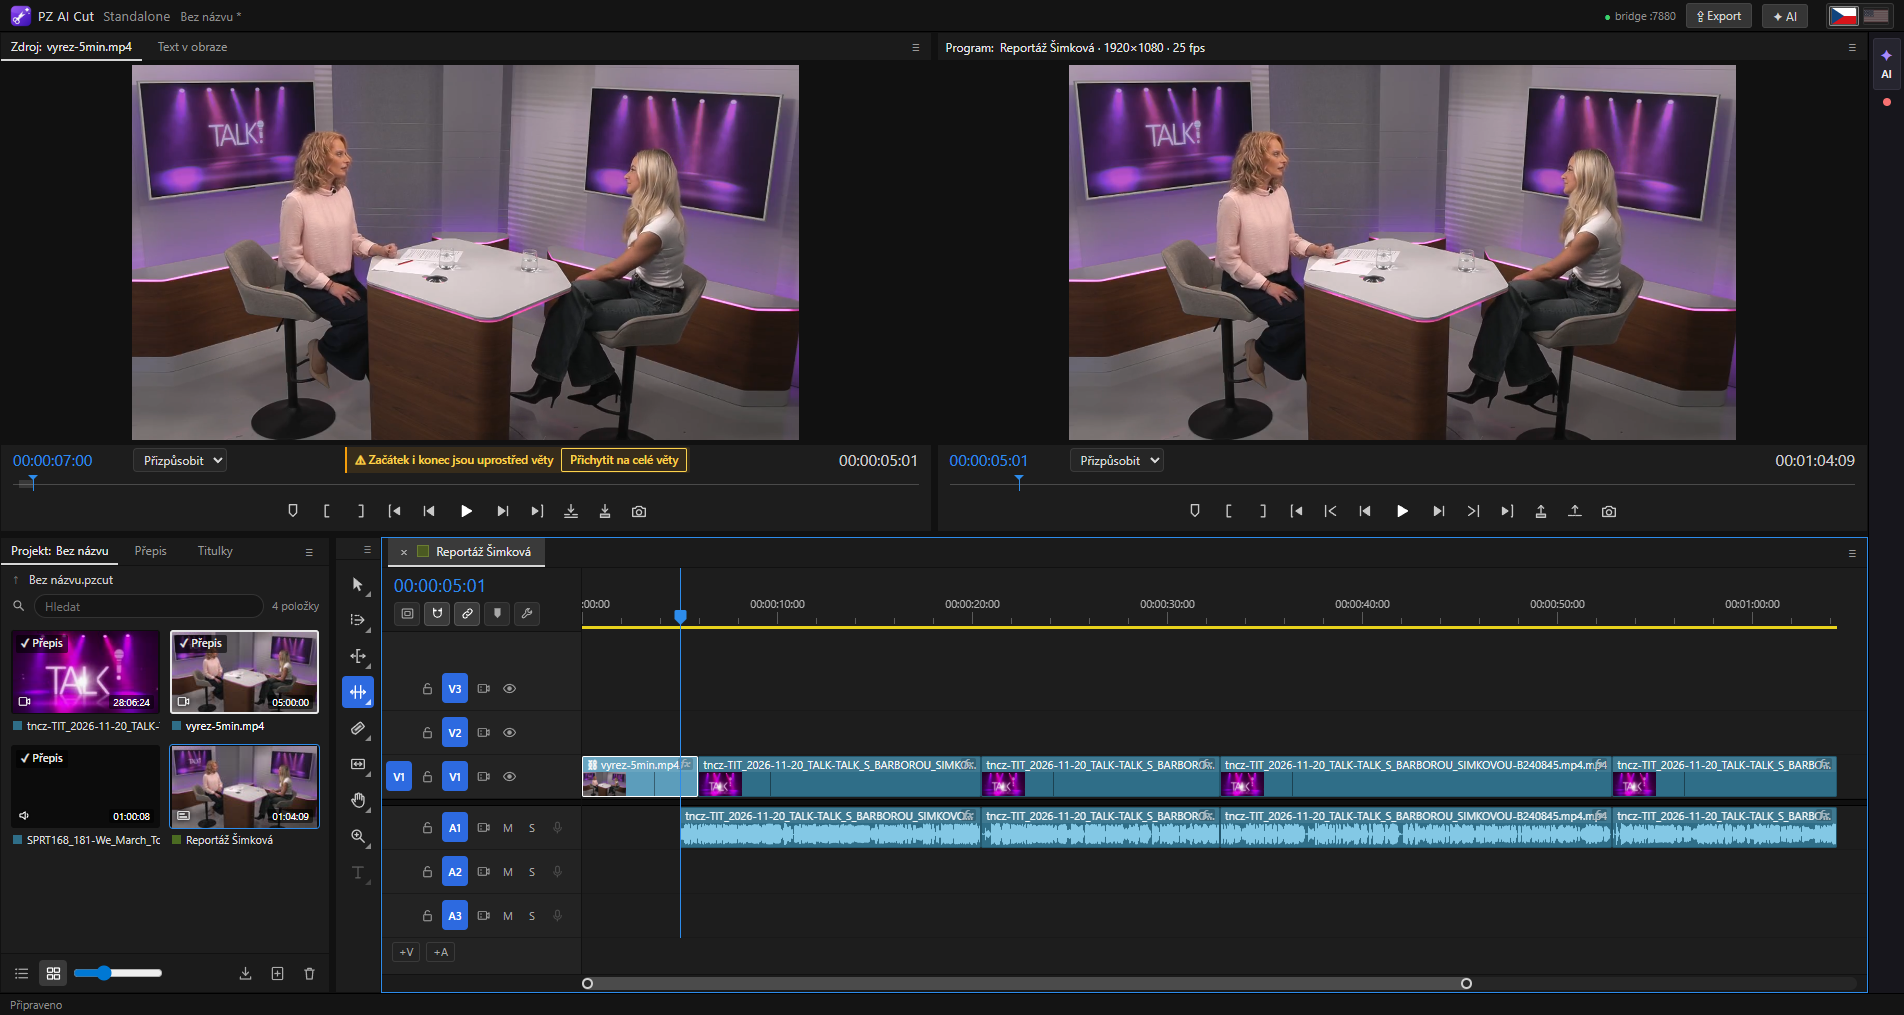 PZ AI Cut Standalone Bez názvu *
bridge :7880 Export AI
Zdroj: vyrez-5min.mp4 Text v obraze
Program: Reportáž Šimková · 1920×1080 · 25 fps
AI
TALK!
TALK!
00:00:07:00 Přizpůsobit Začátek i konec jsou uprostřed věty Přichytit na celé věty 00:00:05:01
00:00:05:01 Přizpůsobit 00:01:04:09
Projekt: Bez názvu Přepis Titulky
Bez názvu.pzcut
Hledat 4 položky
Přepis
TALK
28:06:24
tncz-TIT_2026-11-20_TALK-
Přepis
05:00:00
vyrez-5min.mp4
Přepis
01:00:08
SPRT168_181-We_March_To
01:04:09
Reportáž Šimková
× Reportáž Šimková
00:00:05:01
:00:00 00:00:10:00 00:00:20:00 00:00:30:00 00:00:40:00 00:00:50:00 00:01:00:00
V3
V2
V1 V1
vyrez-5min.mp4 fx
tncz-TIT_2026-11-20_TALK-TALK_S_BARBOROU_SIMKO
tncz-TIT_2026-11-20_TALK-TALK_S_BARBOR
tncz-TIT_2026-11-20_TALK-TALK_S_BARBOROU_SIMKOVOU-B240845.mp4.mp4
tncz-TIT_2026-11-20_TALK-TALK_S_BARBO
A1 M S
tncz-TIT_2026-11-20_TALK-TALK_S_BARBOROU_SIMKOVO
tncz-TIT_2026-11-20_TALK-TALK_S_BARBOR
tncz-TIT_2026-11-20_TALK-TALK_S_BARBOROU_SIMKOVOU-B240845.mp4.mp4
tncz-TIT_2026-11-20_TALK-TALK_S_BARBO
A2 M S
A3 M S
+V +A
Připraveno